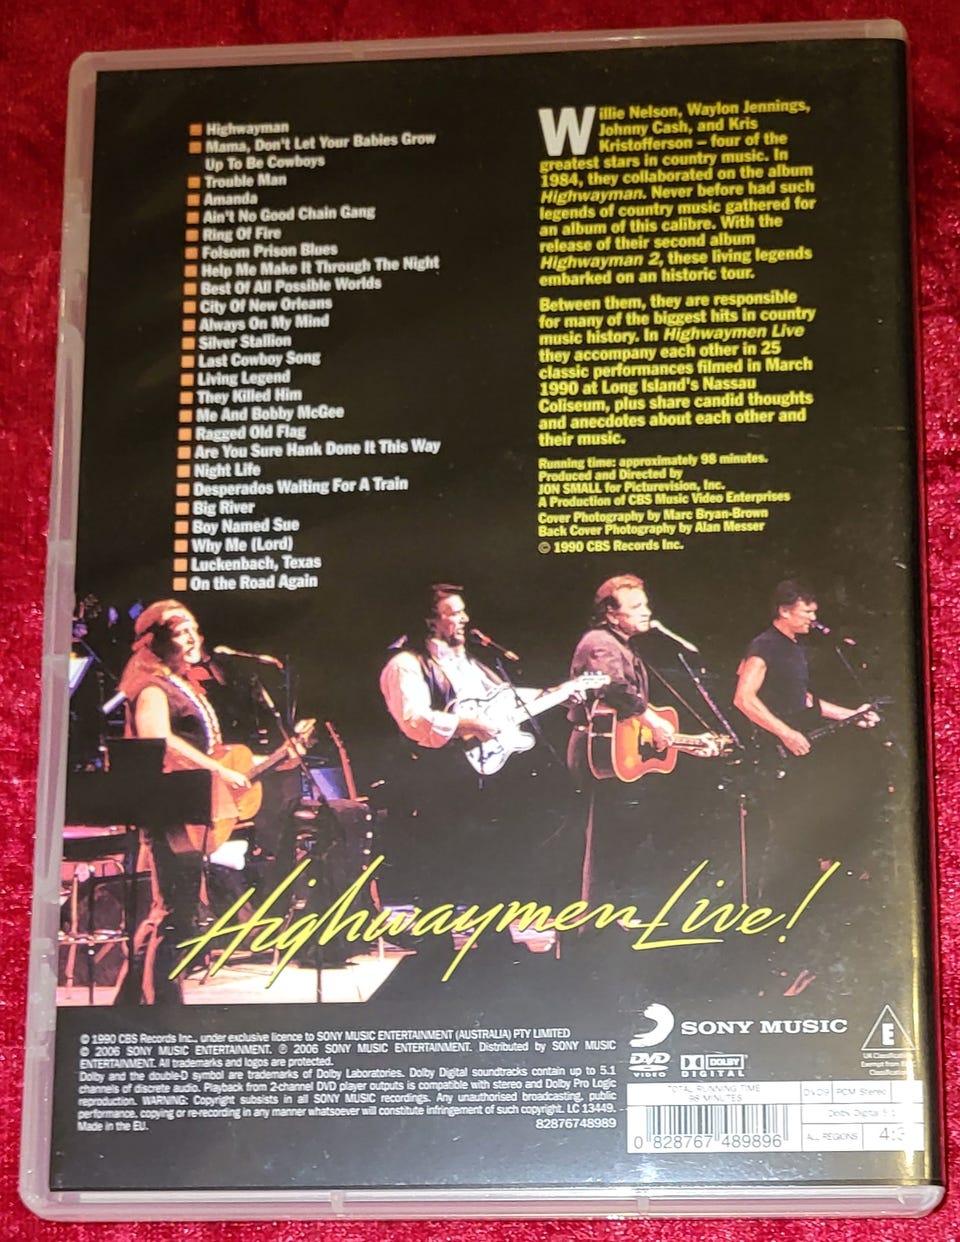 Highwayman
Mama, Don't Let Your Babies Grow
Up To Be Cowboys
Trouble Man
Amanda
Ain't No Good Chain Gang
Ring Of Fire
Folsom Prison Blues
Help Me Make It Through The Night
Best Of All Possible Worlds
City Of New Orleans
Always On My Mind
Silver Stallion
Last Cowboy Song
Living Legend
They Killed Him
Me And Bobby McGee
Ragged Old Flag
Are You Sure Hank Done It This Way
Night Life
Desperados Waiting For A Train
Big River
Boy Named Sue
Why Me (Lord)
Luckenbach, Texas
On the Road Again
Willie Nelson, Waylon Jennings,
Johnny Cash, and Kris
Kristofferson – four of the
greatest stars in country music. In
1984, they collaborated on the album
Highwayman. Never before had such
legends of country music gathered for
an album of this calibre. With the
release of their second album
Highwayman 2, these living legends
embarked on an historic tour.
Between them, they are responsible
for many of the biggest hits in country
music history. In Highwaymen Live
they accompany each other in 25
classic performances filmed in March
1990 at Long Island's Nassau
Coliseum, plus share candid thoughts
and anecdotes about each other and
their music.
Running time: approximately 98 minutes.
Produced and Directed by
JON SMALL for Picturevision, Inc.
A Production of CBS Music Video Enterprises
Cover Photography by Marc Bryan-Brown
Back Cover Photography by Alan Messer
© 1990 CBS Records Inc.
Highwaymen Live!
© 1990 CBS Records Inc., under exclusive licence to SONY MUSIC ENTERTAINMENT (AUSTRALIA) PTY LIMITED
© 2006 SONY MUSIC ENTERTAINMENT. ℗ 2006 SONY MUSIC ENTERTAINMENT. Distributed by SONY MUSIC
ENTERTAINMENT. All trademarks and logos are protected.
Dolby and the double-D symbol are trademarks of Dolby Laboratories. Dolby Digital soundtracks contain up to 5.1
channels of discrete audio. Playback from 2-channel DVD player outputs is compatible with stereo and Dolby Pro Logic
reproduction. WARNING: Copyright subsists in all SONY MUSIC recordings. Any unauthorised broadcasting, public
performance, copying or re-recording in any manner whatsoever will constitute infringement of such copyright. LC 13449.
Made in the EU.
82876748989
SONY MUSIC
DVD
VIDEO
DOLBY
DIGITAL
E
UK Classification
Exempt from
Classification
TOTAL RUNNING TIME
98 MINUTES
0 828767 489896
DVD9
PCM Stereo
Dolby Digital 5.1
ALL REGIONS
4:3